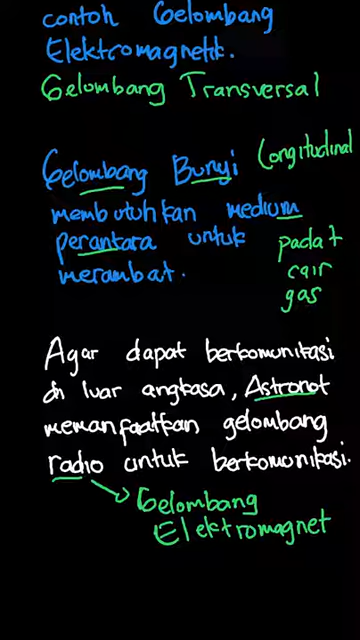 contoh Gelombang
Elektromagnetik.
Gelombang Transversal
Gelombang Bunyi Longitudinal
membutuhkan medium
perantara untuk padat
merambat. cair
gas
Agar dapat berkomunikasi
di luar angkasa, Astronot
memanfaatkan gelombang
radio untuk berkomunikasi.
Gelombang
Elektromagnet